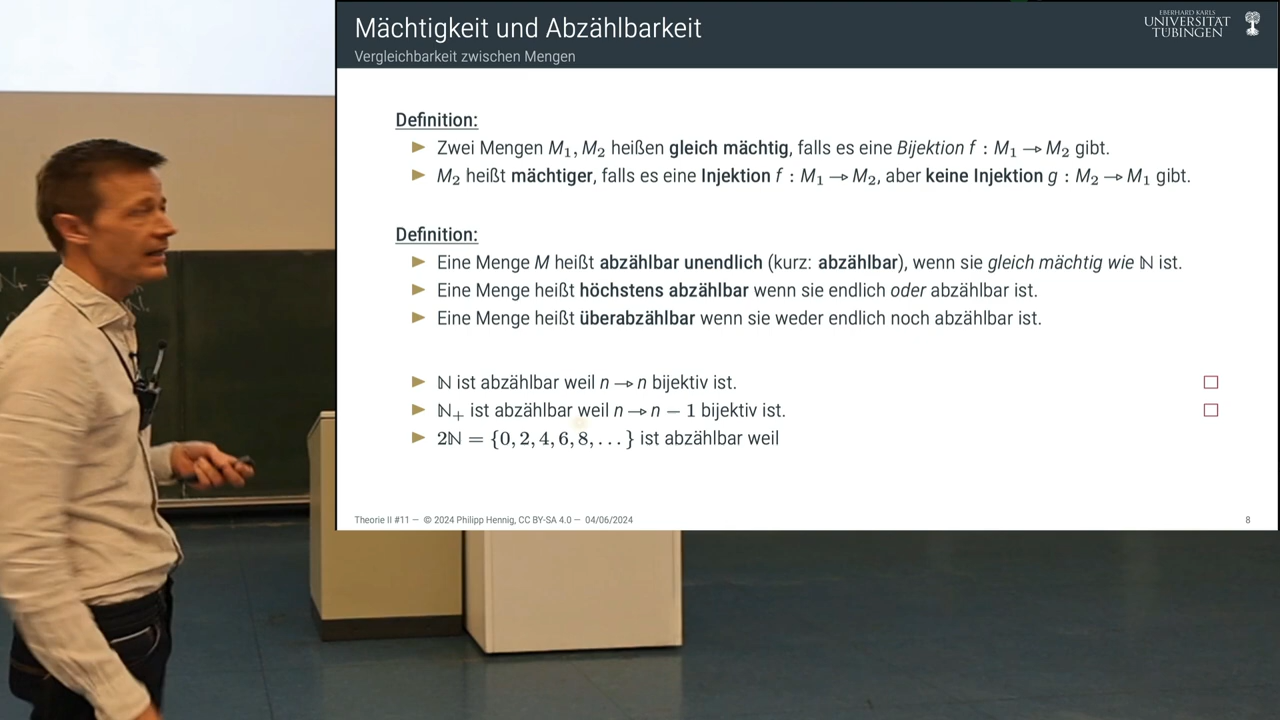 Mächtigkeit und Abzählbarkeit
Vergleichbarkeit zwischen Mengen
EBERHARD KARLS
UNIVERSITÄT
TÜBINGEN
Definition:
► Zwei Mengen M₁, M₂ heißen gleich mächtig, falls es eine Bijektion f : M₁ → M₂ gibt.
► M₂ heißt mächtiger, falls es eine Injektion f : M₁ → M₂, aber keine Injektion g : M₂ → M₁ gibt.
Definition:
► Eine Menge M heißt abzählbar unendlich (kurz: abzählbar), wenn sie gleich mächtig wie ℕ ist.
► Eine Menge heißt höchstens abzählbar wenn sie endlich oder abzählbar ist.
► Eine Menge heißt überabzählbar wenn sie weder endlich noch abzählbar ist.
► ℕ ist abzählbar weil n → n bijektiv ist. □
► ℕ₊ ist abzählbar weil n → n − 1 bijektiv ist. □
► 2ℕ = {0, 2, 4, 6, 8, . . . } ist abzählbar weil
Theorie II #11 — © 2024 Philipp Hennig, CC BY-SA 4.0 — 04/06/2024
8